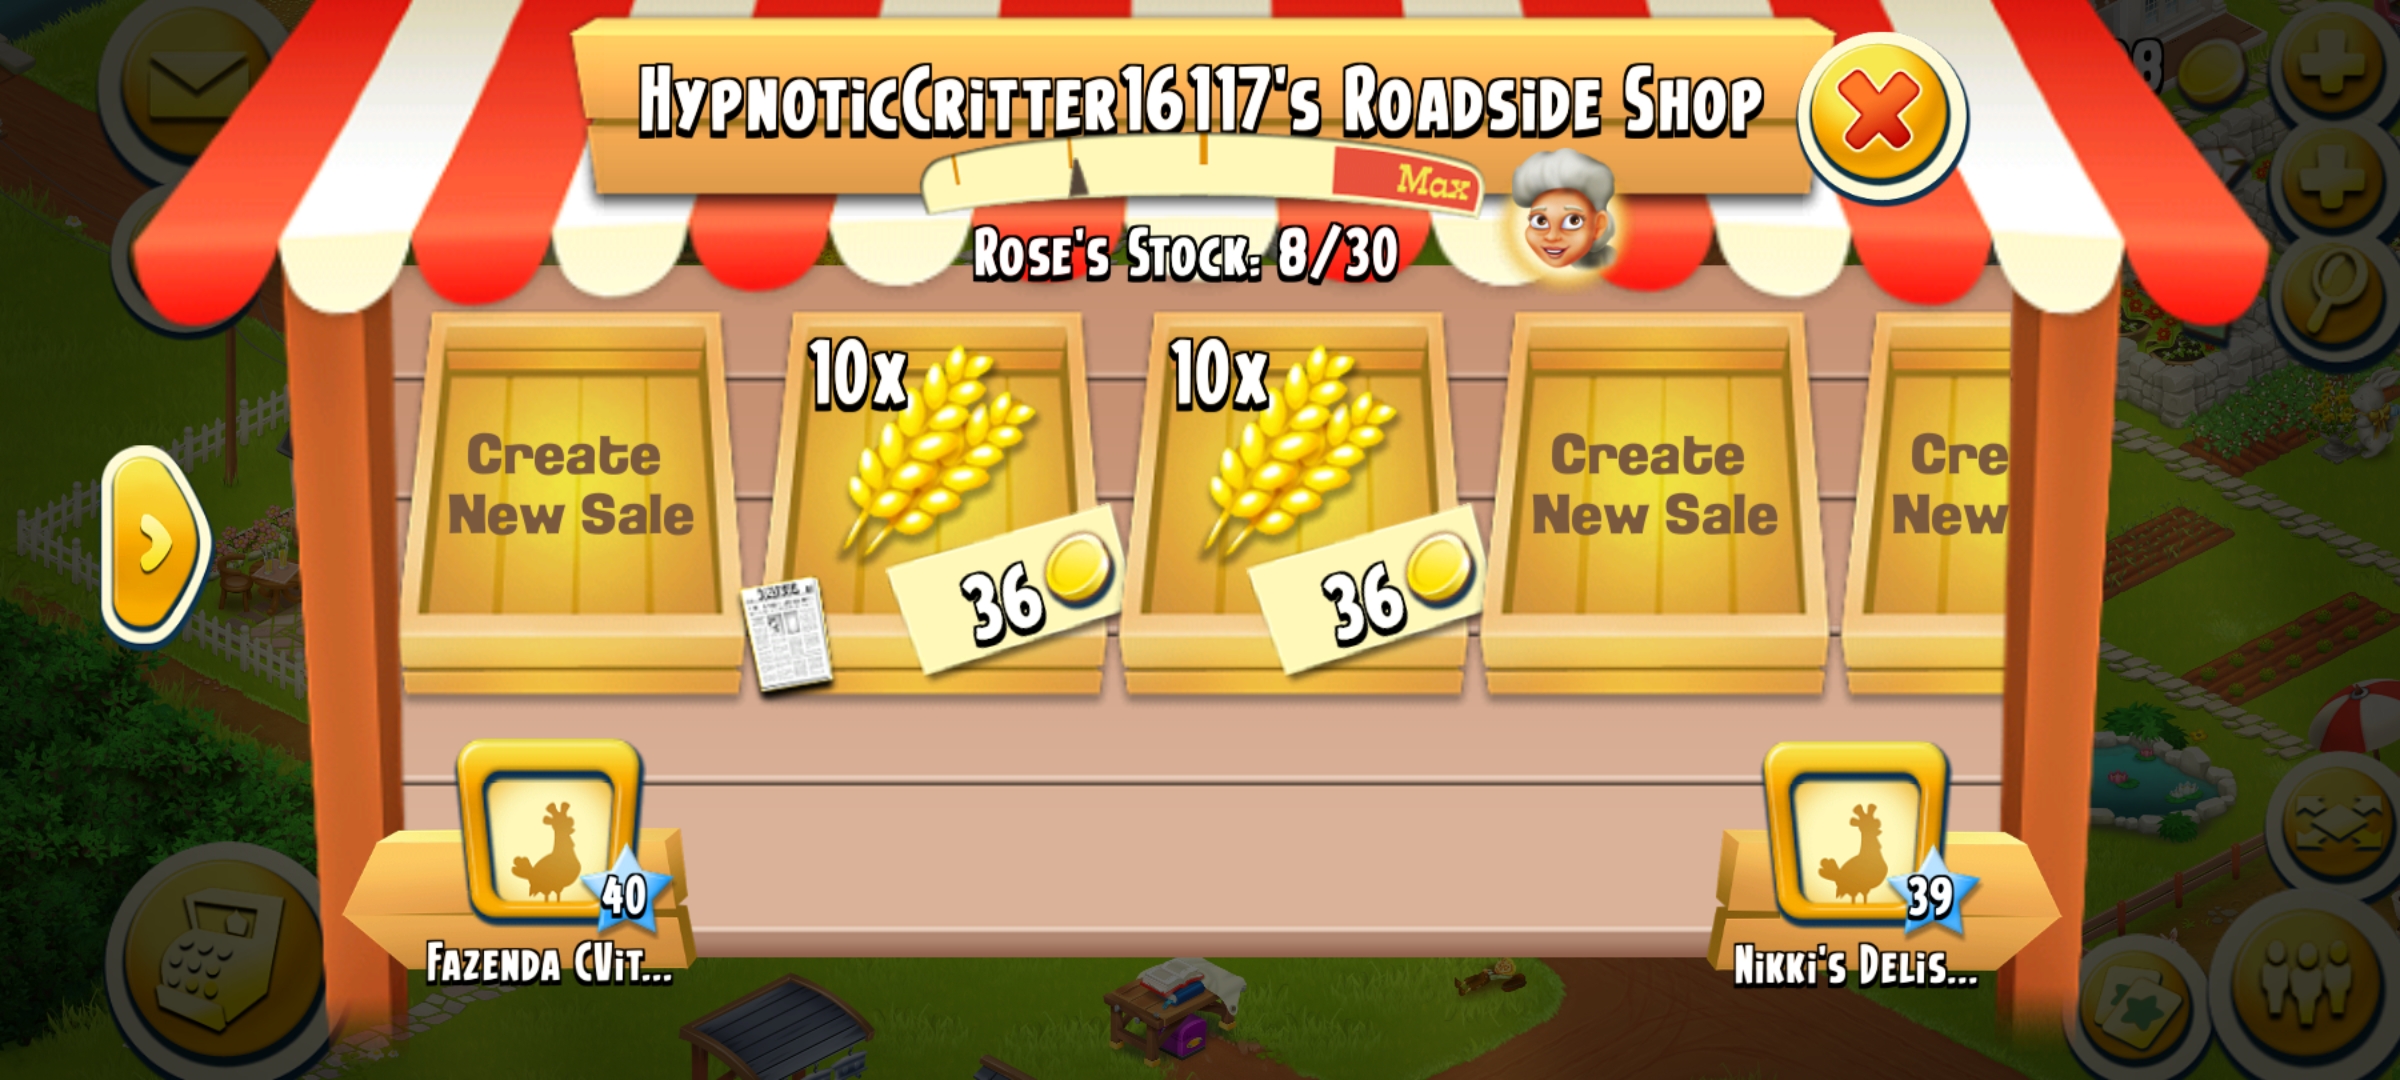 HypnoticCritter16117's Roadside Shop
Max
Rose's Stock: 8/30
Create
New Sale
10x
36
10x
36
Create
New Sale
Cre
New
40
Fazenda CVit...
39
Nikki's Delis...